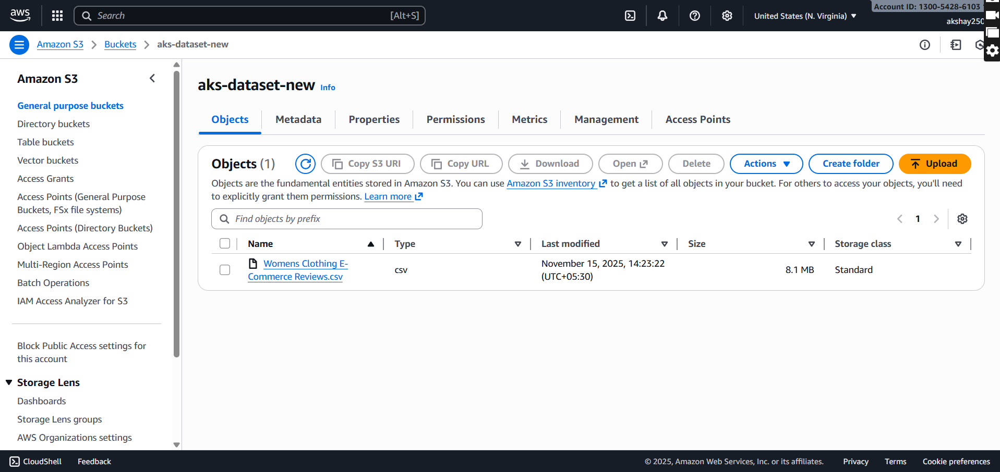 aws
Search [Alt+S]
United States (N. Virginia)
Account ID: 1300-5428-6103
akshay250
Amazon S3 Buckets aks-dataset-new
Amazon S3
General purpose buckets
Directory buckets
Table buckets
Vector buckets
Access Grants
Access Points (General Purpose
Buckets, FSx file systems)
Access Points (Directory Buckets)
Object Lambda Access Points
Multi-Region Access Points
Batch Operations
IAM Access Analyzer for S3
Block Public Access settings for
this account
Storage Lens
Dashboards
Storage Lens groups
AWS Organizations settings
aks-dataset-new Info
Objects Metadata Properties Permissions Metrics Management Access Points
Objects (1) Copy S3 URI Copy URL Download Open Delete Actions Create folder Upload
Objects are the fundamental entities stored in Amazon S3. You can use Amazon S3 inventory to get a list of all objects in your bucket. For others to access your objects, you'll need
to explicitly grant them permissions. Learn more
Find objects by prefix
1
Name Type Last modified Size Storage class
Womens Clothing E-
Commerce Reviews.csv
csv
November 15, 2025, 14:23:22
(UTC+05:30)
8.1 MB
Standard
CloudShell Feedback © 2025, Amazon Web Services, Inc. or its affiliates. Privacy Terms Cookie preferences